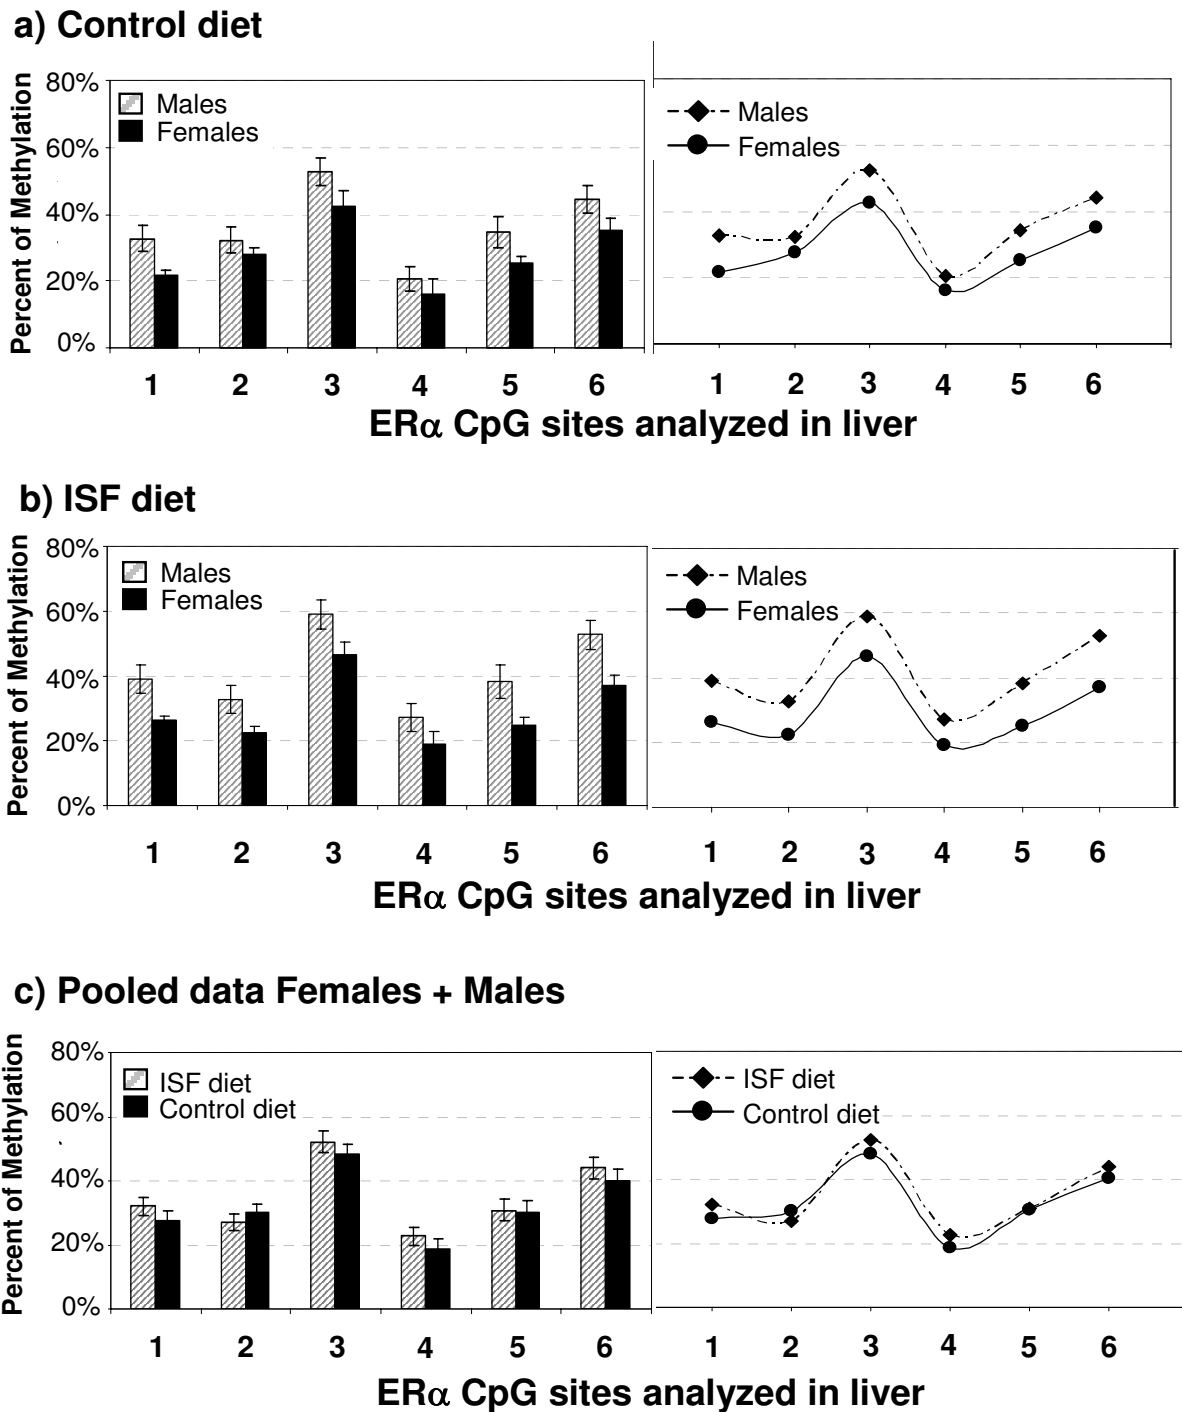 a) Control diet
Percent of Methylation
80%
60%
40%
20%
0%
Males
Females
1 2 3 4 5 6
Males
Females
1 2 3 4 5 6
ERα CpG sites analyzed in liver
b) ISF diet
Percent of Methylation
80%
60%
40%
20%
0%
Males
Females
1 2 3 4 5 6
Males
Females
1 2 3 4 5 6
ERα CpG sites analyzed in liver
c) Pooled data Females + Males
Percent of Methylation
80%
60%
40%
20%
0%
ISF diet
Control diet
1 2 3 4 5 6
ISF diet
Control diet
1 2 3 4 5 6
ERα CpG sites analyzed in liver